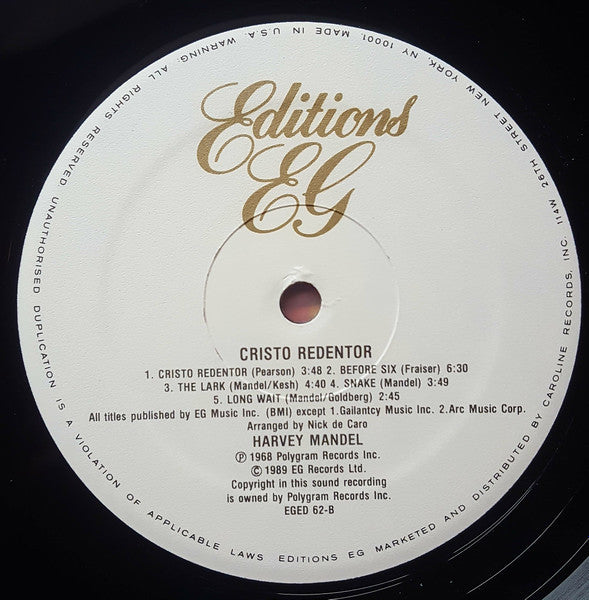 Editions
EG
CRISTO REDENTOR
1. CRISTO REDENTOR (Pearson) 3:48 2. BEFORE SIX (Fraiser) 6:30
3. THE LARK (Mandel/Kesh) 4:40 4. SNAKE (Mandel) 3:49
5. LONG WAIT (Mandel/Goldberg) 2:45
All titles published by EG Music Inc. (BMI) except 1.Gailantcy Music Inc. 2.Arc Music Corp.
Arranged by Nick de Caro
HARVEY MANDEL
Ⓟ 1968 Polygram Records Inc.
© 1989 EG Records Ltd.
Copyright in this sound recording
is owned by Polygram Records Inc.
EGED 62-B
WARNING. ALL RIGHTS RESERVED. UNAUTHORISED DUPLICATION IS A VIOLATION OF APPLICABLE LAWS. EDITIONS EG MARKETED AND DISTRIBUTED BY CAROLINE RECORDS. INC. 114W 26TH STREET NEW YORK. NY 10001. MADE IN U.S.A.